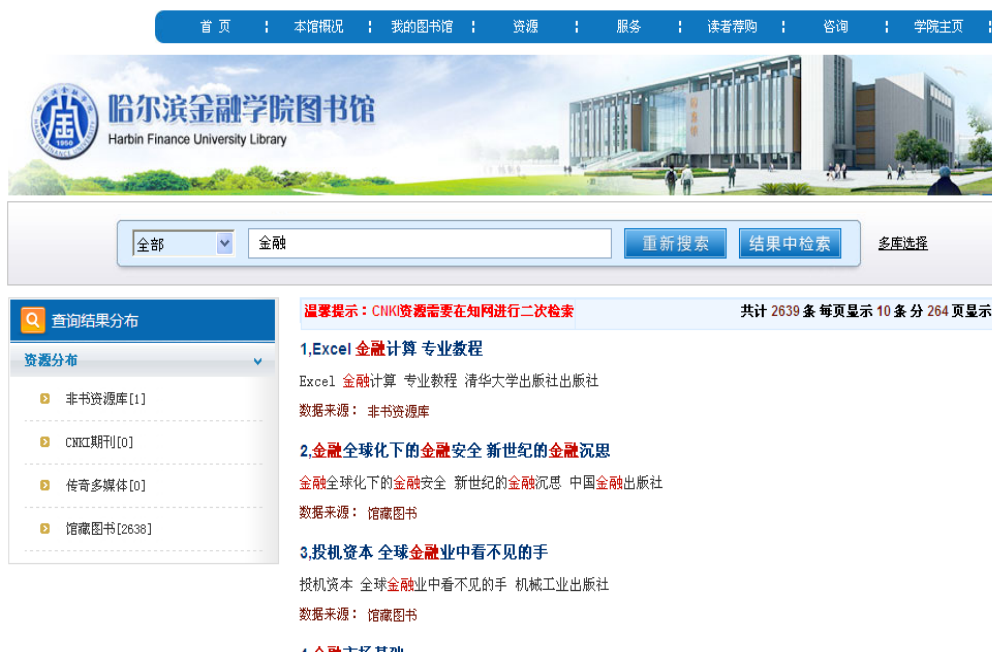 首 页 ¦ 本馆概况 ¦ 我的图书馆 ¦ 资源 ¦ 服务 ¦ 读者荐购 ¦ 咨询 ¦ 学院主页 ¦
哈尔滨金融学院图书馆
Harbin Finance University Library
1950
全部 金融 重新搜索 结果中检索 多库选择
查询结果分布
资源分布
非书资源库[1]
CNKI期刊[0]
传奇多媒体[0]
馆藏图书[2638]
温馨提示：CNKI资源需要在知网进行二次检索 共计 2639 条 每页显示 10 条 分 264 页显示
1,Excel 金融计算 专业教程
Excel 金融计算 专业教程 清华大学出版社出版社
数据来源： 非书资源库
2,金融全球化下的金融安全 新世纪的金融沉思
金融全球化下的金融安全 新世纪的金融沉思 中国金融出版社
数据来源： 馆藏图书
3,投机资本 全球金融业中看不见的手
投机资本 全球金融业中看不见的手 机械工业出版社
数据来源： 馆藏图书
4,金融市场基础